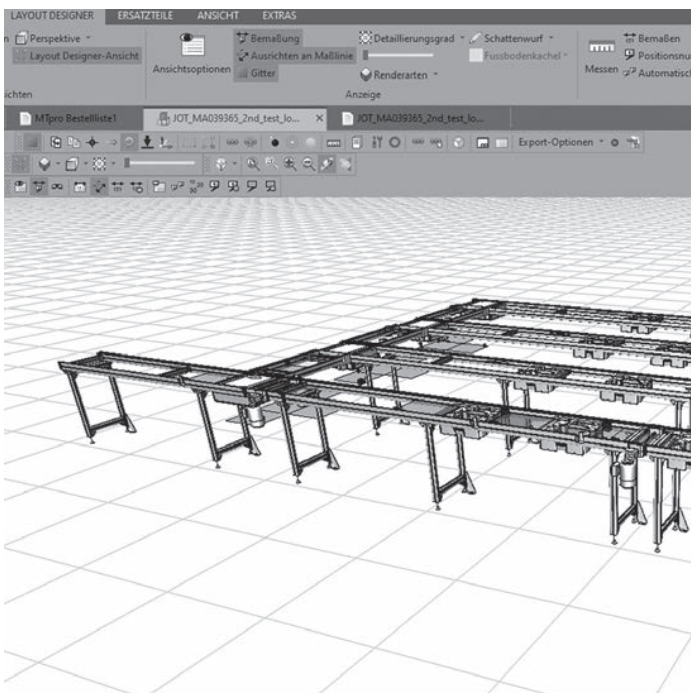 LAYOUT DESIGNER ERSATZTEILE ANSICHT EXTRAS
n Perspektive
Layout Designer-Ansicht
ichten
Ansichtsoptionen
Bemaßung
Ausrichten an Maßlinie
Gitter
Detaillierungsgrad
Renderarten
Schattenwurf
Fussbodenkachel
Anzeige
Messen
Bemaßen
Positionsnu
Automatisch
MTpro Bestellliste1 JOT_MA039365_2nd_test_lo... JOT_MA039365_2nd_test_lo...
Export-Optionen